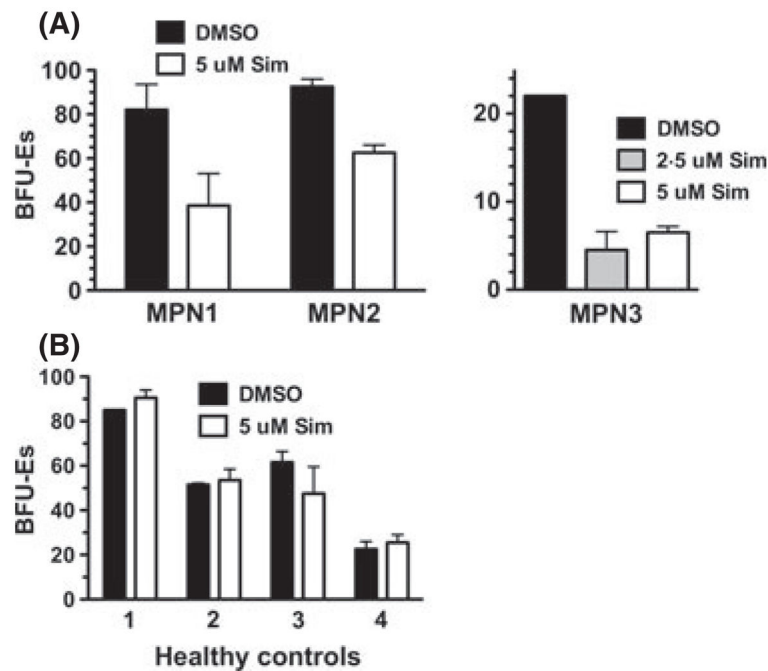 (A)
DMSO
5 uM Sim
BFU-Es
100
80
60
40
20
0
MPN1 MPN2
20
10
0
DMSO
2·5 uM Sim
5 uM Sim
MPN3
(B)
DMSO
5 uM Sim
BFU-Es
100
80
60
40
20
0
1 2 3 4
Healthy controls